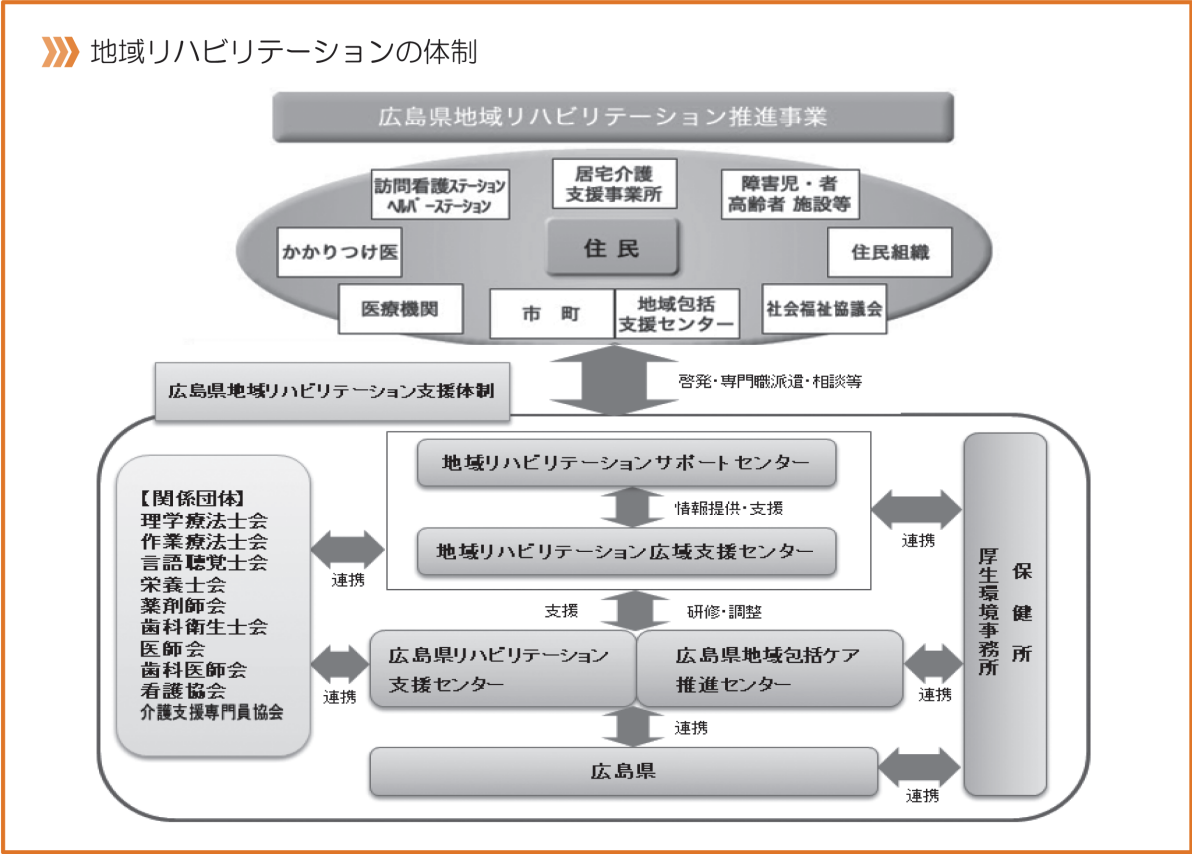 地域リハビリテーションの体制
広島県地域リハビリテーション推進事業
訪問看護ステーション
ヘルパーステーション
居宅介護
支援事業所
障害児・者
高齢者 施設等
かかりつけ医
住民
住民組織
医療機関
市 町
地域包括
支援センター
社会福祉協議会
啓発・専門職派遣・相談等
広島県地域リハビリテーション支援体制
【関係団体】
理学療法士会
作業療法士会
言語聴覚士会
栄養士会
薬剤師会
歯科衛生士会
医師会
歯科医師会
看護協会
介護支援専門員協会
連携
連携
地域リハビリテーションサポートセンター
情報提供・支援
地域リハビリテーション広域支援センター
支援
研修・調整
広島県リハビリテーション
支援センター
広島県地域包括ケア
推進センター
連携
広島県
連携
連携
連携
保健所
厚生環境事務所